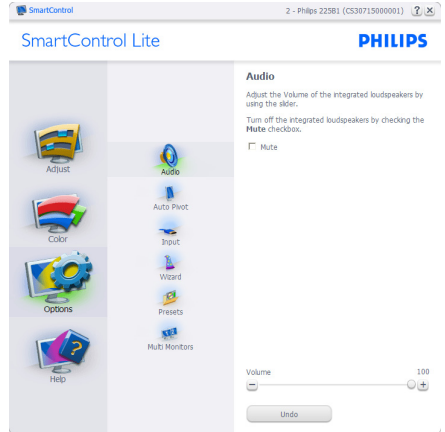 SmartControl
2 - Philips 225B1 (CS30715000001)
SmartControl Lite
PHILIPS
Adjust
Color
Options
Help
Audio
Auto Pivot
Input
Wizard
Presets
Multi Monitors
Audio
Adjust the Volume of the integrated loudspeakers by
using the slider.
Turn off the integrated loudspeakers by checking the
Mute checkbox.
Mute
Volume 100
Undo